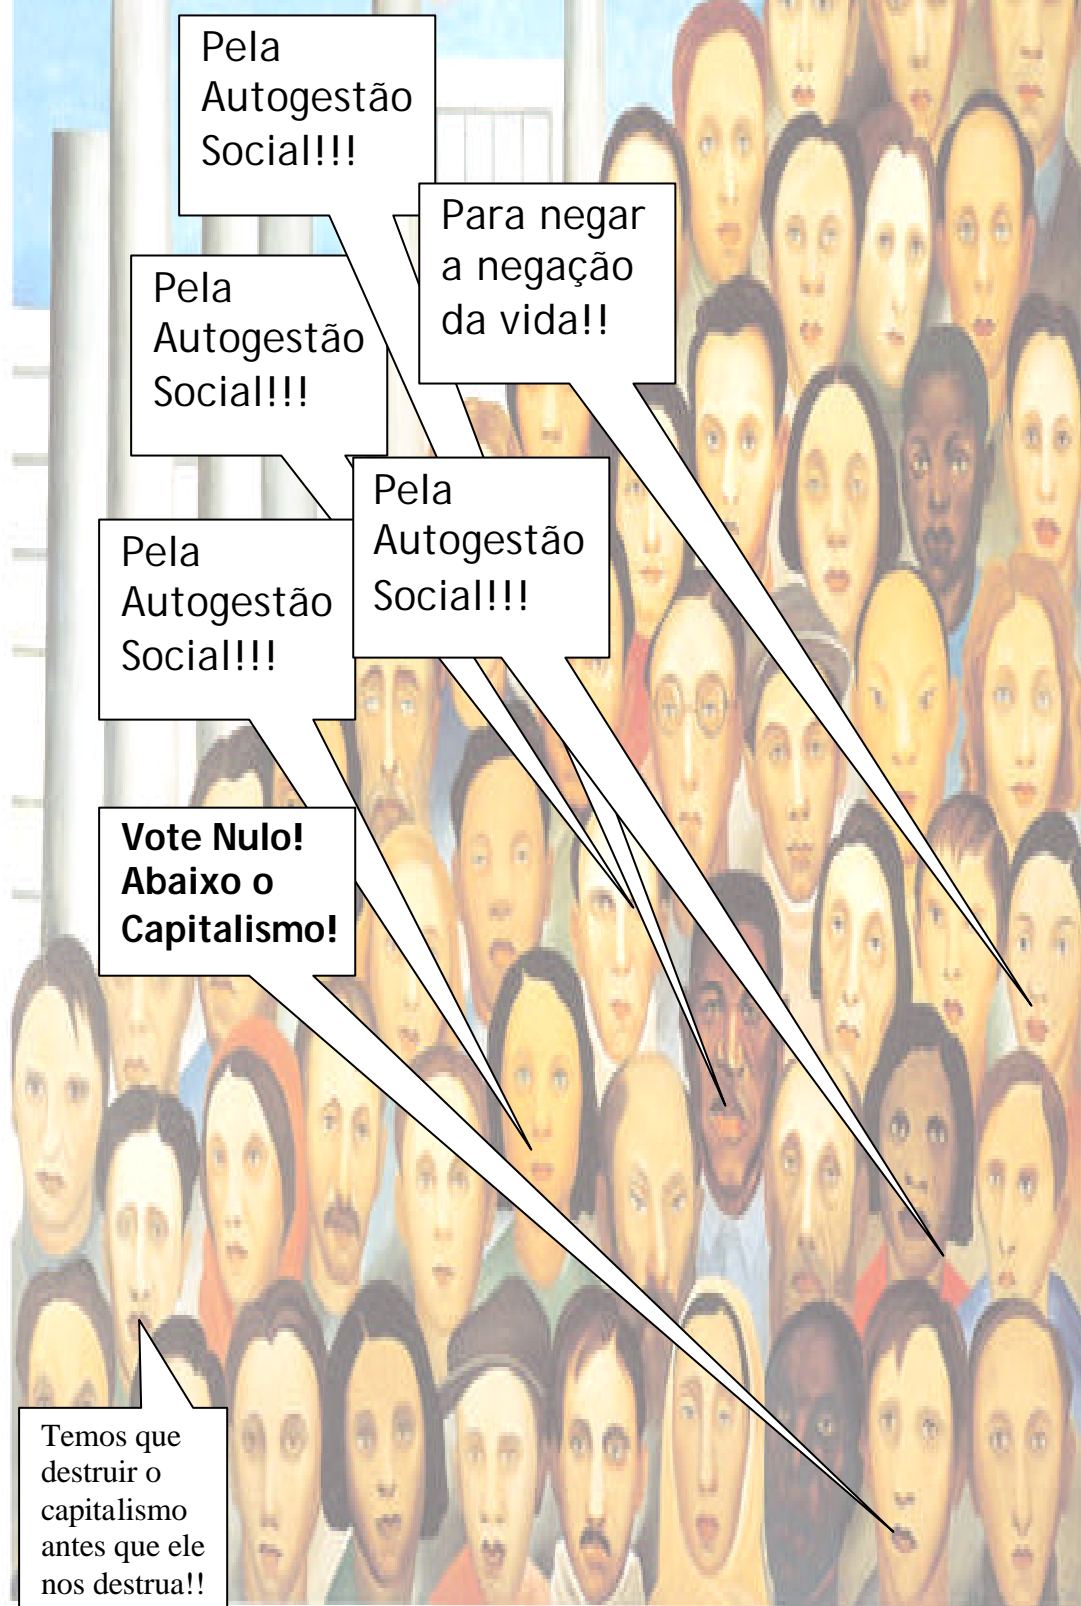 Pela
Autogestão
Social!!!
Para negar
a negação
da vida!!
Pela
Autogestão
Social!!!
Pela
Autogestão
Social!!!
Pela
Autogestão
Social!!!
Vote Nulo!
Abaixo o
Capitalismo!
Temos que
destruir o
capitalismo
antes que ele
nos destrua!!